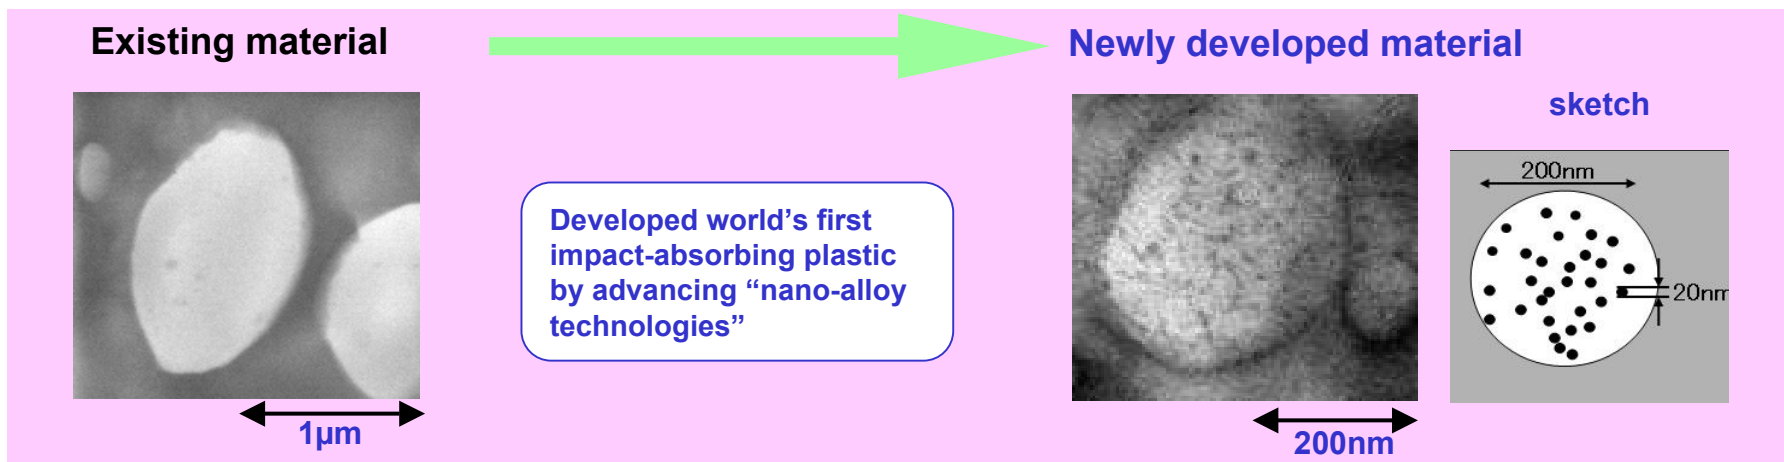 Existing material
Newly developed material
sketch
200nm
20nm
Developed world’s first
impact-absorbing plastic
by advancing “nano-alloy
technologies”
1µm
200nm